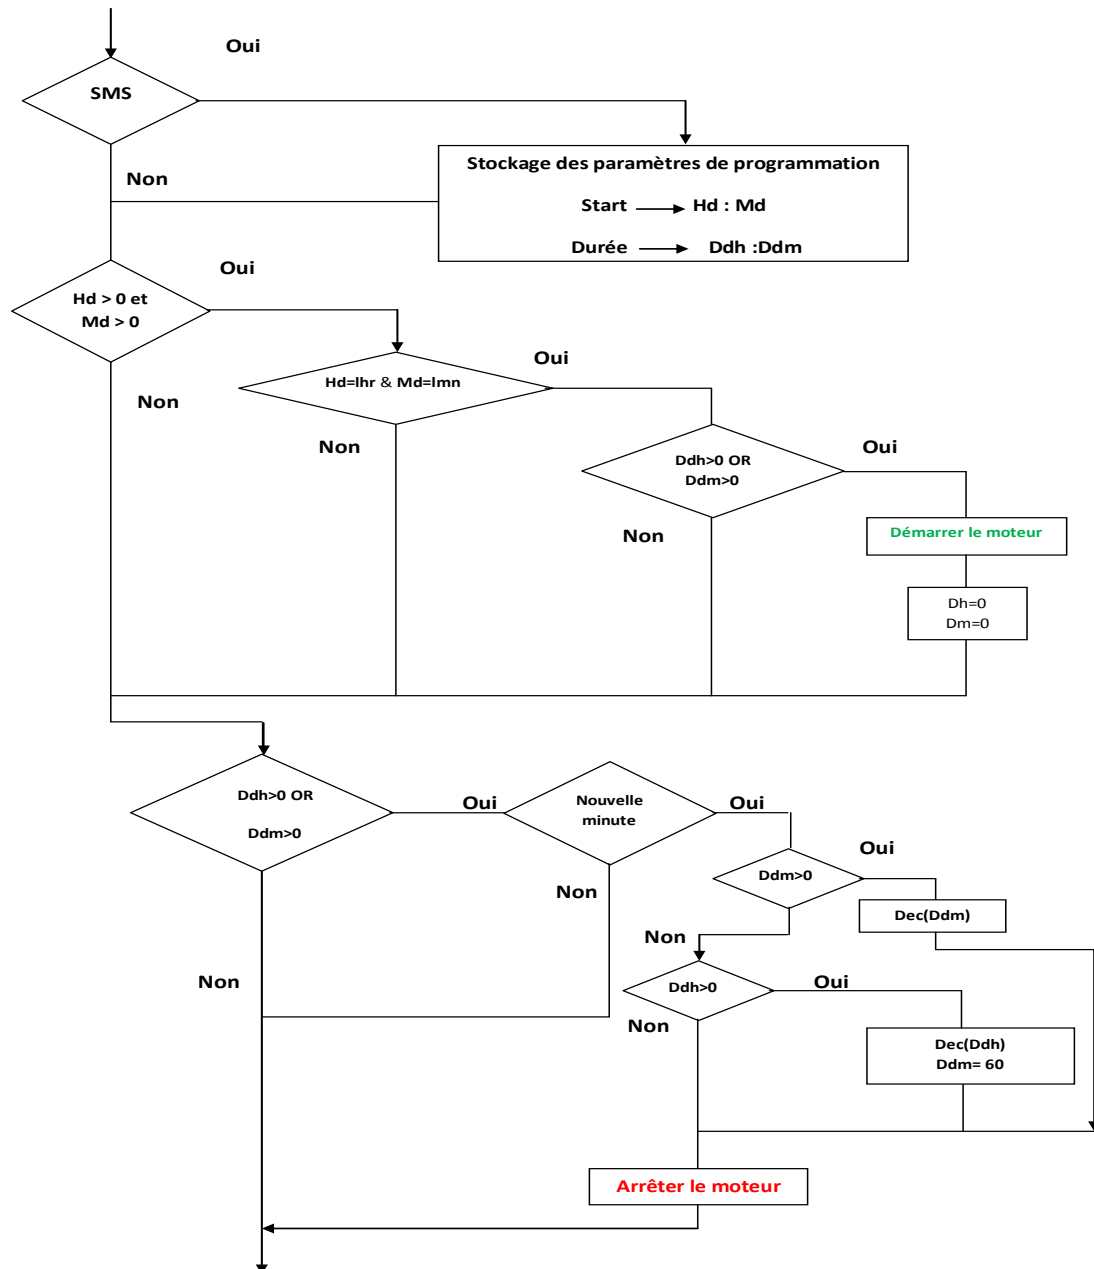 Oui
SMS
Stockage des paramètres de programmation
Non
Start Hd : Md
Durée Ddh :Ddm
Oui
Hd > 0 et
Md > 0
Oui
Hd=lhr & Md=lmn
Non
Non
Oui
Ddh>0 OR
Ddm>0
Non
Démarrer le moteur
Dh=0
Dm=0
Ddh>0 OR
Ddm>0
Oui
Nouvelle
minute
Oui
Non
Oui
Ddm>0
Dec(Ddm)
Non
Non
Ddh>0
Oui
Non
Dec(Ddh)
Ddm= 60
Arrêter le moteur